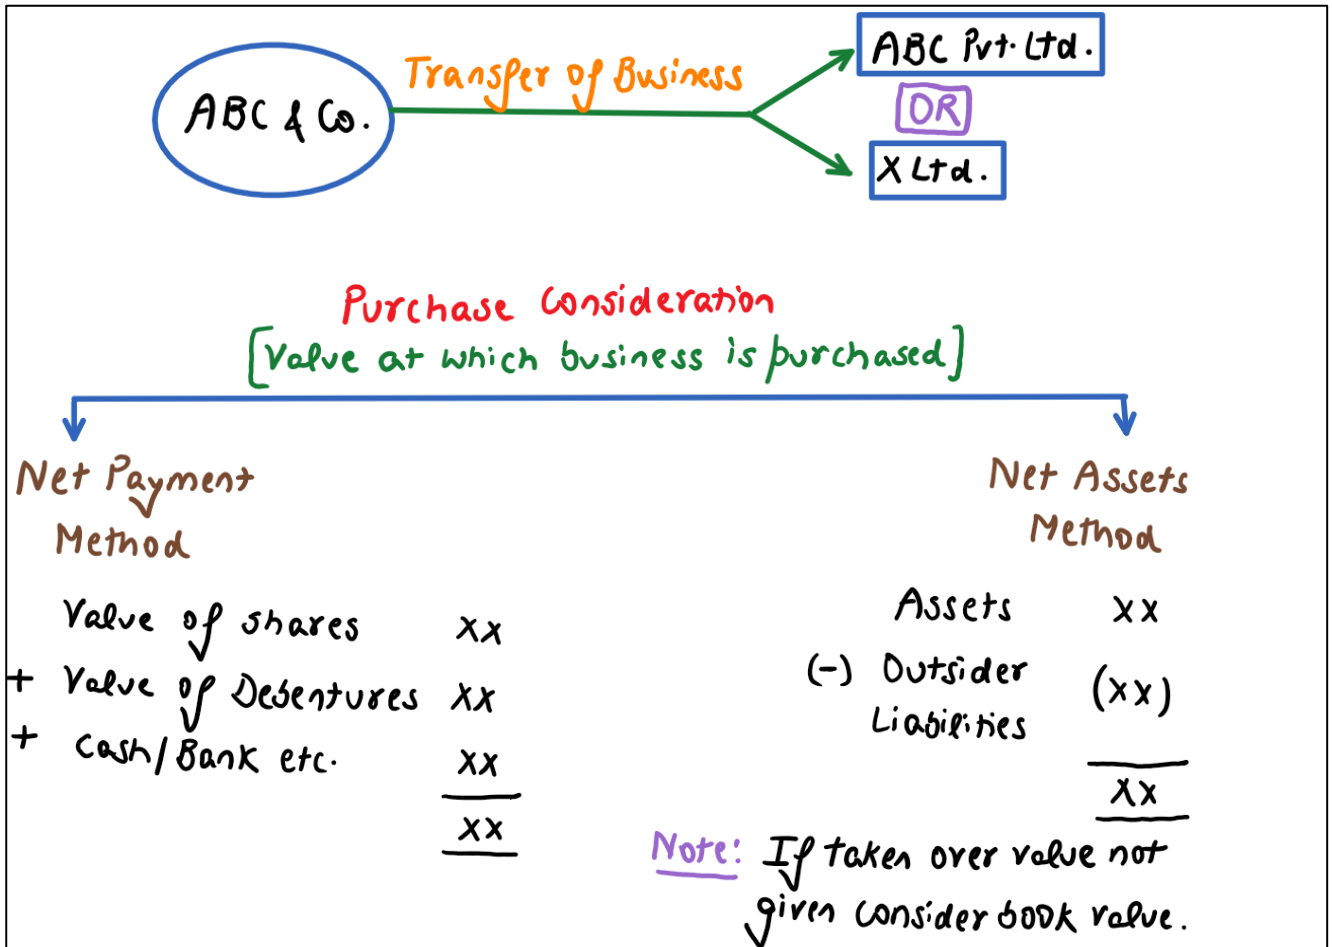 ABC & Co.
Transfer of Business
ABC Pvt. Ltd.
OR
X Ltd.
Purchase Consideration
[Value at which business is purchased]
Net Payment
Method
Value of shares xx
+ Value of Debentures xx
+ Cash/Bank etc. xx
xx
Net Assets
Method
Assets xx
(-) Outsider
Liabilities (xx)
xx
Note: If taken over value not
given consider book value.